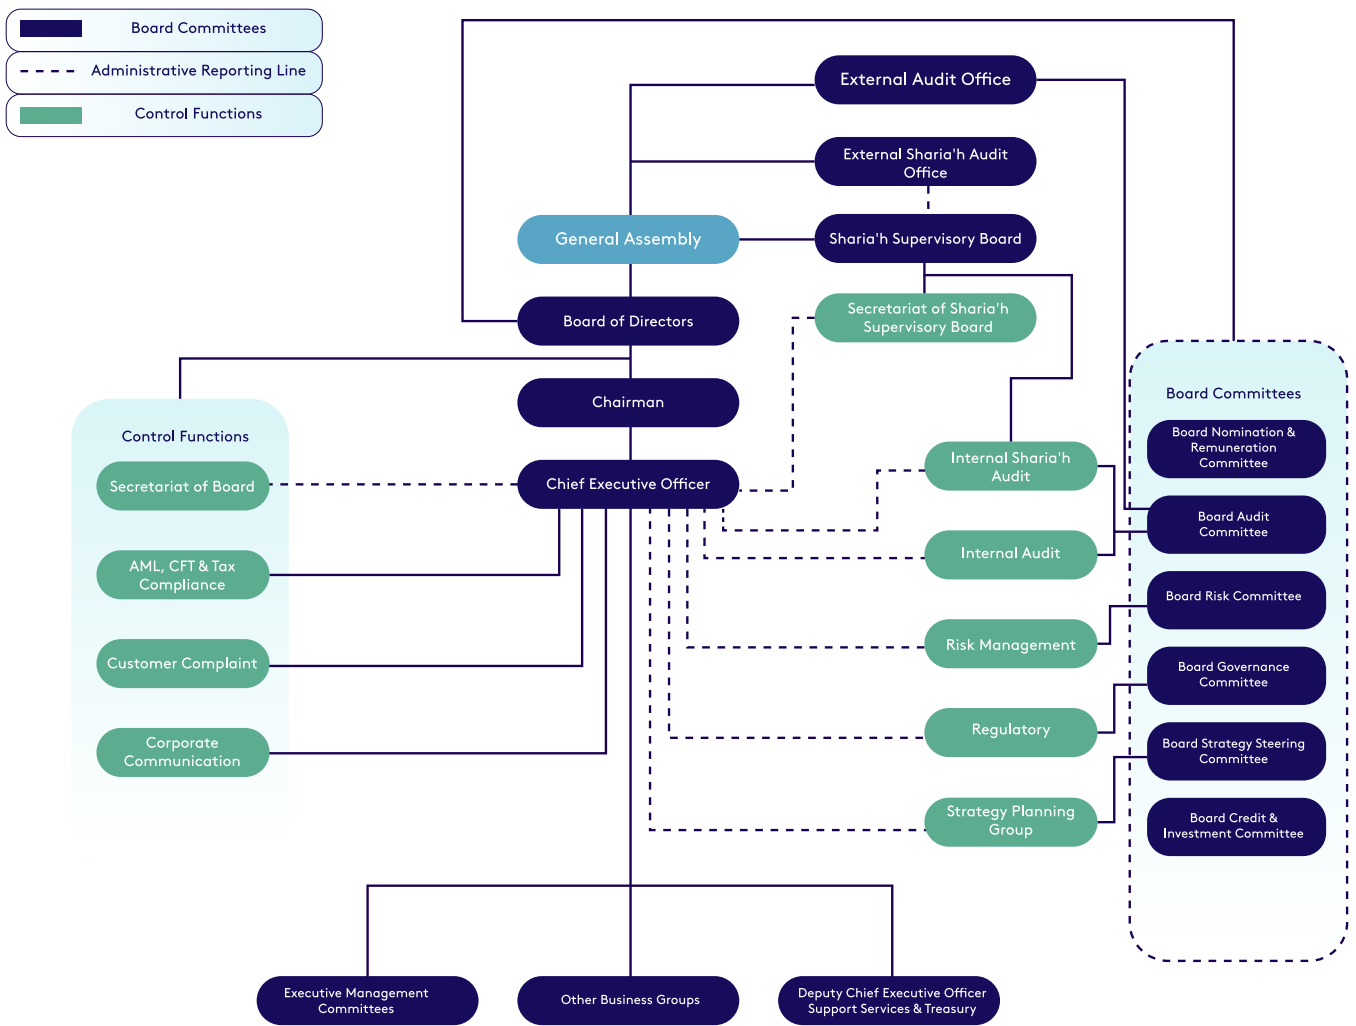 Board Committees
Administrative Reporting Line
Control Functions
External Audit Office
External Sharia'h Audit
Office
General Assembly
Sharia'h Supervisory Board
Secretariat of Sharia'h
Supervisory Board
Board of Directors
Chairman
Chief Executive Officer
Control Functions
Secretariat of Board
AML, CFT & Tax
Compliance
Customer Complaint
Corporate
Communication
Internal Sharia'h
Audit
Internal Audit
Risk Management
Regulatory
Strategy Planning
Group
Board Committees
Board Nomination &
Remuneration
Committee
Board Audit
Committee
Board Risk Committee
Board Governance
Committee
Board Strategy Steering
Committee
Board Credit &
Investment Committee
Executive Management
Committees
Other Business Groups
Deputy Chief Executive Officer
Support Services & Treasury